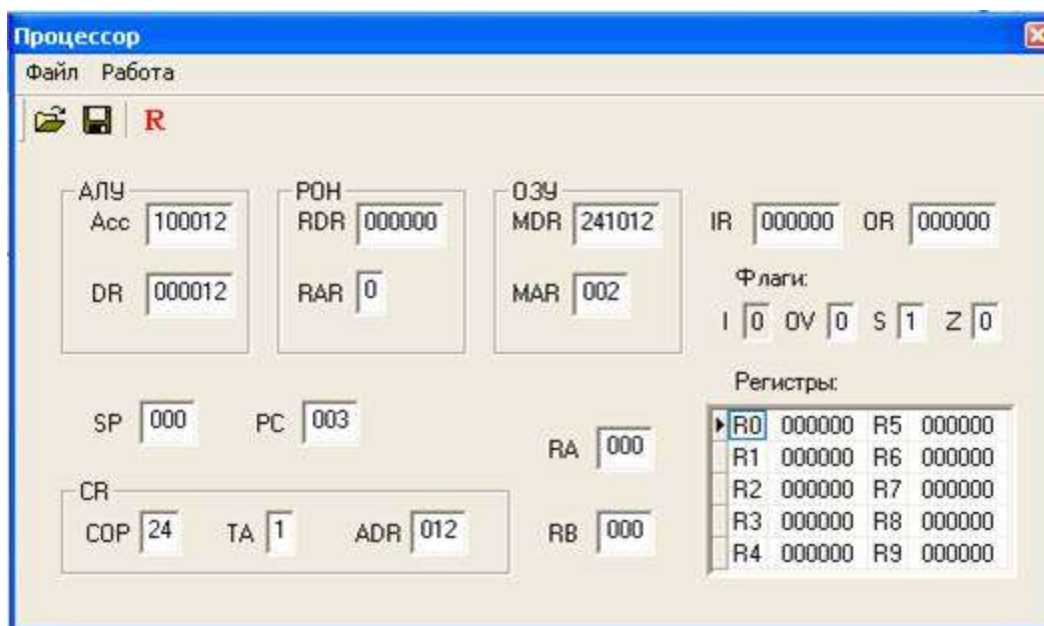 Процессор
Файл Работа
R
АЛУ РОН ОЗУ
Acc 100012 RDR 000000 MDR 241012 IR 000000 OR 000000
Флаги:
DR 000012 RAR 0 MAR 002
I 0 OV 0 S 1 Z 0
Регистры:
SP 000 PC 003
R0 000000 R5 000000
RA 000
R1 000000 R6 000000
CR
R2 000000 R7 000000
COP 24 TA 1 ADR 012 RB 000
R3 000000 R8 000000
R4 000000 R9 000000